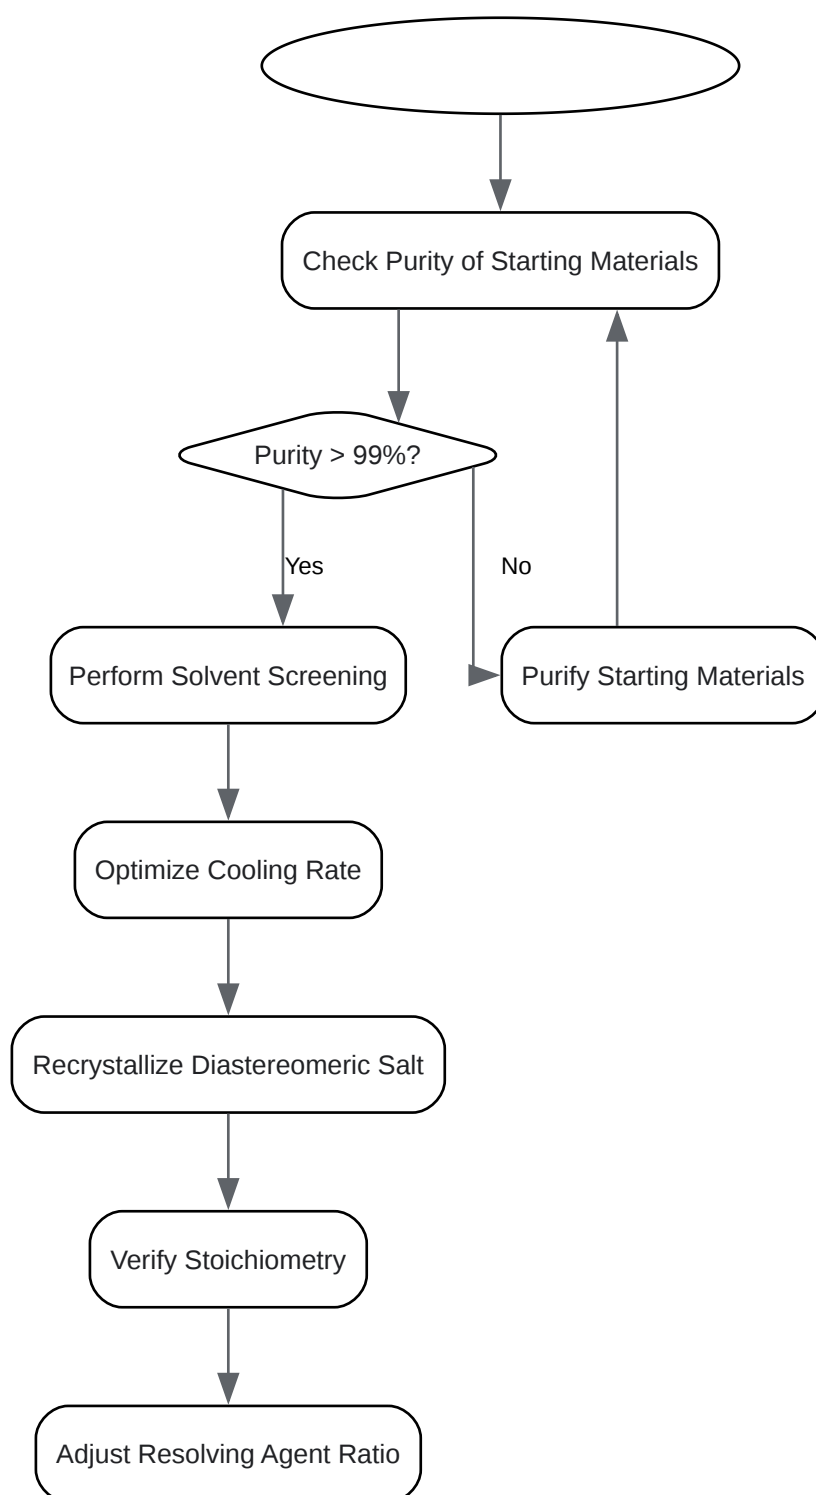 Check Purity of Starting Materials
Purity > 99%?
Yes
No
Perform Solvent Screening
Purify Starting Materials
Optimize Cooling Rate
Recrystallize Diastereomeric Salt
Verify Stoichiometry
Adjust Resolving Agent Ratio